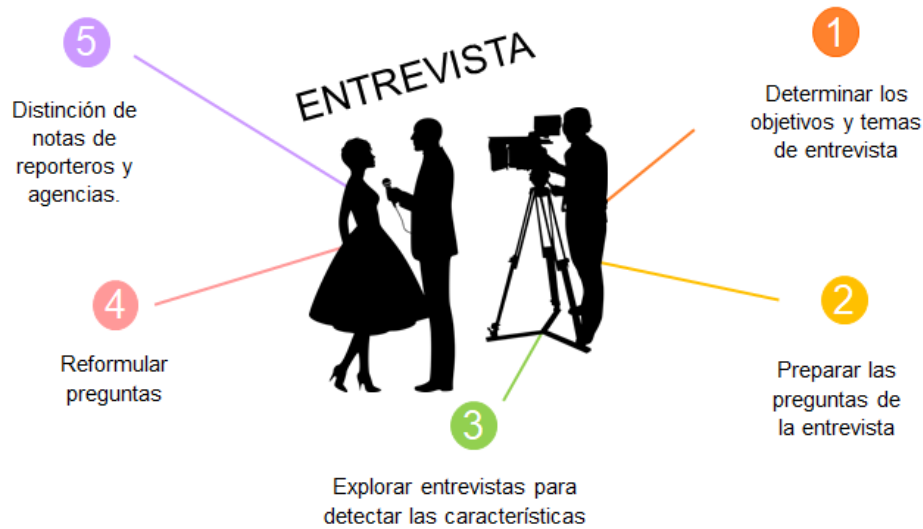 ENTREVISTA
1
Determinar los
objetivos y temas
de entrevista
2
Preparar las
preguntas de
la entrevista
3
Explorar entrevistas para
detectar las características
4
Reformular
preguntas
5
Distinción de
notas de
reporteros y
agencias.